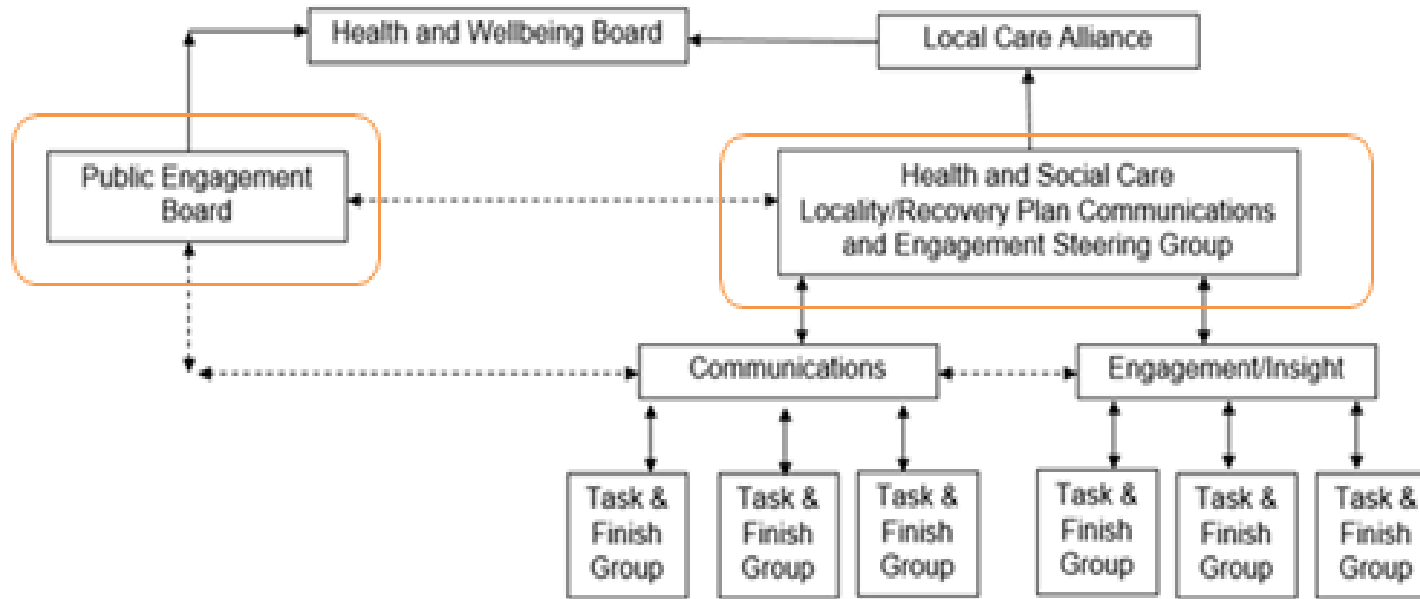 Health and Wellbeing Board
Local Care Alliance
Public Engagement
Board
Health and Social Care
Locality/Recovery Plan Communications
and Engagement Steering Group
Communications
Engagement/Insight
Task &
Finish
Group
Task &
Finish
Group
Task &
Finish
Group
Task &
Finish
Group
Task &
Finish
Group
Task &
Finish
Group